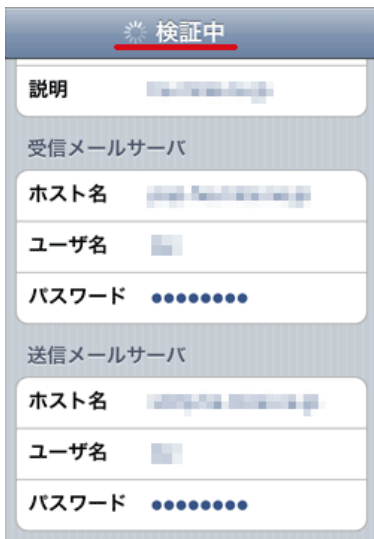 検証中
説明
受信メールサーバ
ホスト名
ユーザ名
パスワード ●●●●●●●●
送信メールサーバ
ホスト名
ユーザ名
パスワード ●●●●●●●●